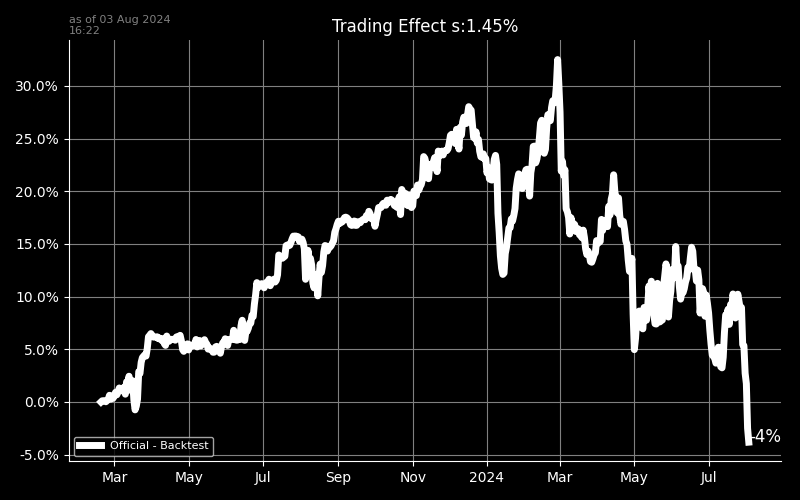 as of 03 Aug 2024
16:22
Trading Effect s:1.45%
30.0%
25.0%
20.0%
15.0%
10.0%
5.0%
0.0%
-5.0%
-4%
Official - Backtest
Mar May Jul Sep Nov 2024 Mar May Jul